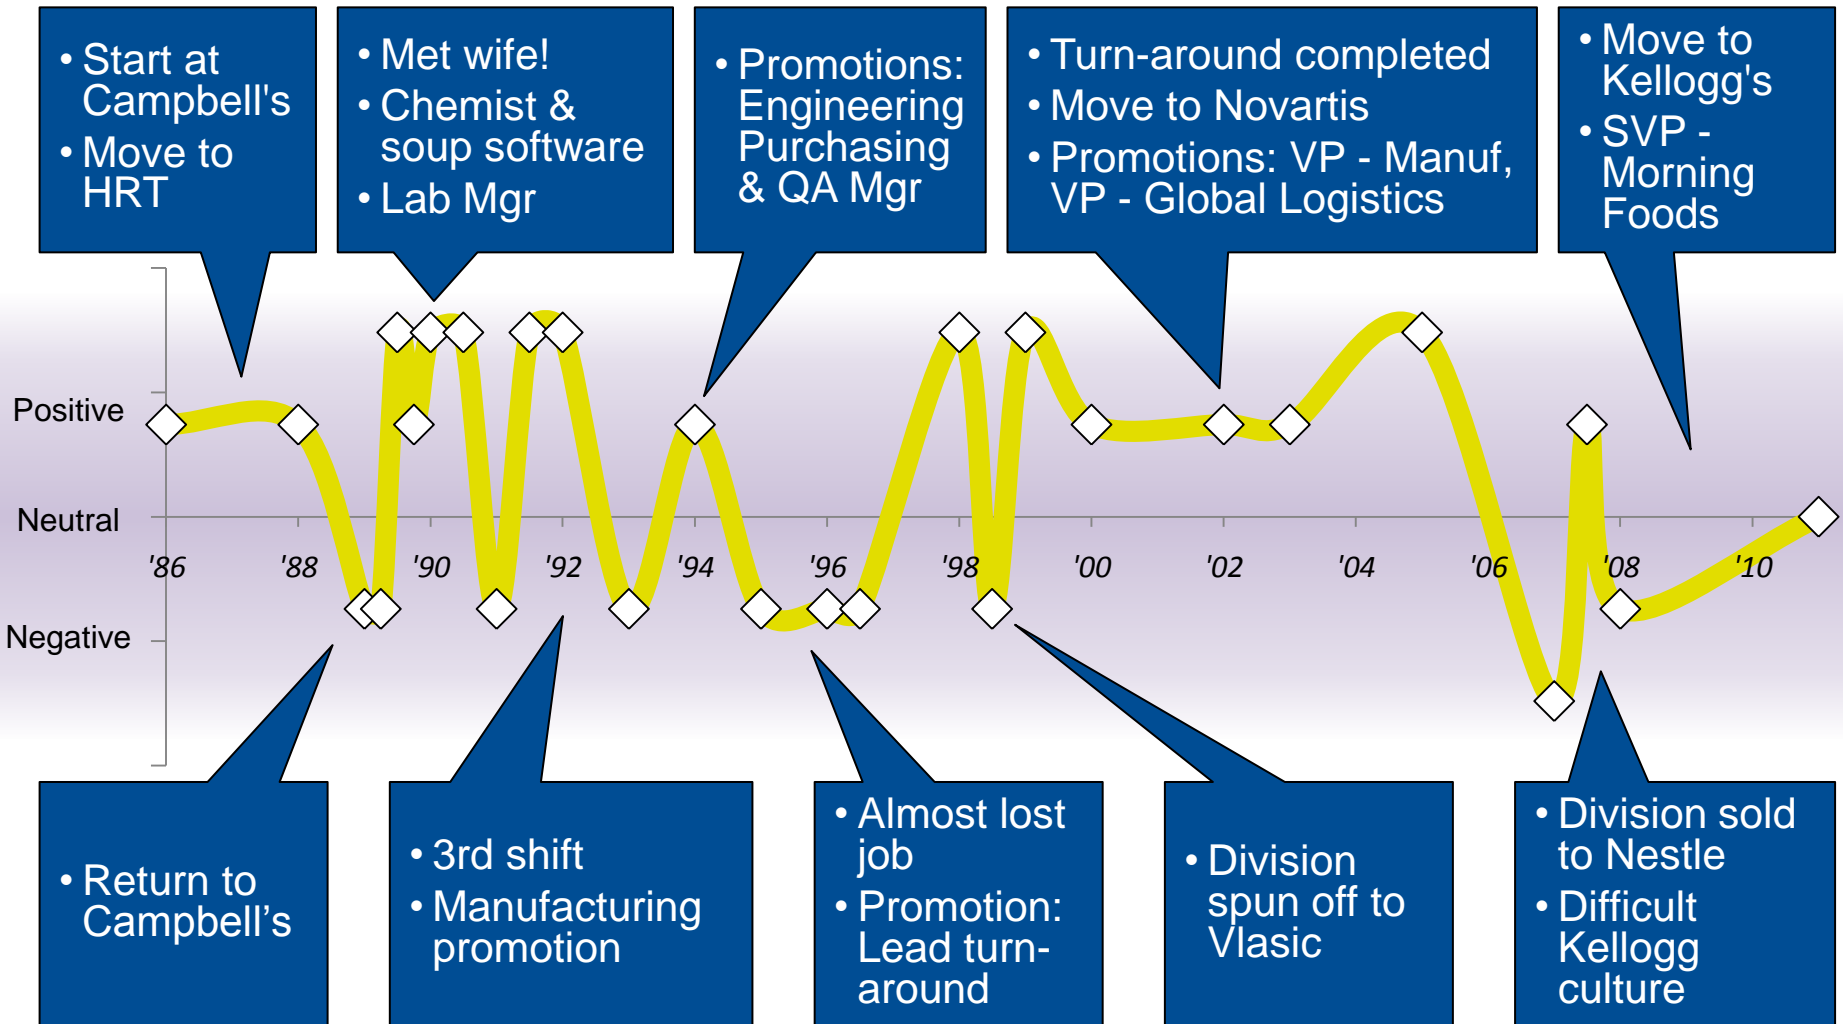 • Start at
Campbell's
• Move to
HRT
• Met wife!
• Chemist &
soup software
• Lab Mgr
• Promotions:
Engineering
Purchasing
& QA Mgr
• Turn-around completed
• Move to Novartis
• Promotions: VP - Manuf,
VP - Global Logistics
• Move to
Kellogg's
• SVP -
Morning
Foods
Positive
Neutral
Negative
'86 '88 '90 '92 '94 '96 '98 '00 '02 '04 '06 '08 '10
• Return to
Campbell’s
• 3rd shift
• Manufacturing
promotion
• Almost lost
job
• Promotion:
Lead turn-
around
• Division
spun off to
Vlasic
• Division sold
to Nestle
• Difficult
Kellogg
culture